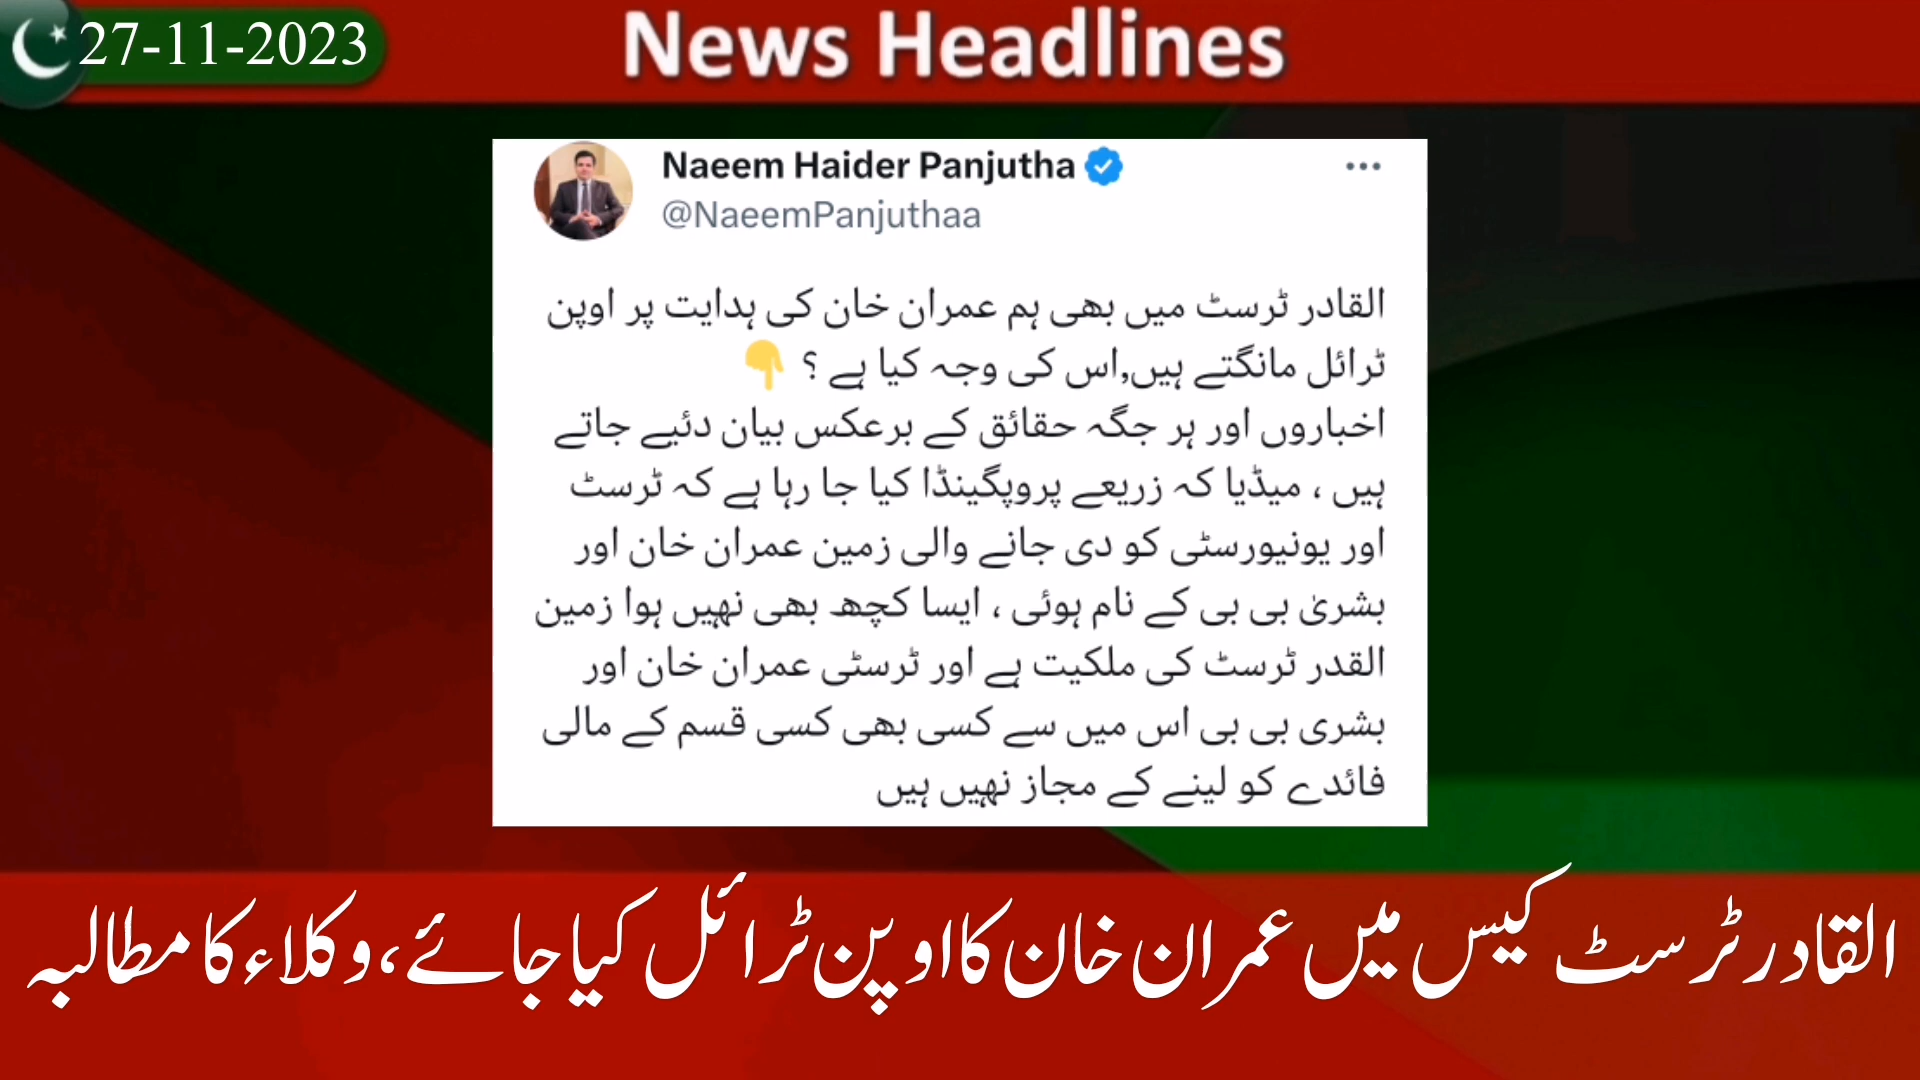 27-11-2023
News Headlines
Naeem Haider Panjutha
@NaeemPanjuthaa
القادر ٹرسٹ میں بھی ہم عمران خان کی ہدایت پر اوپن
ٹرائل مانگتے ہیں,اس کی وجہ کیا ہے ؟ 👇
اخباروں اور ہر جگہ حقائق کے برعکس بیان دئیے جاتے
ہیں ، میڈیا کہ زریعے پروپگینڈا کیا جا رہا ہے کہ ٹرسٹ
اور یونیورسٹی کو دی جانے والی زمین عمران خان اور
بشریٰ بی بی کے نام ہوئی ، ایسا کچھ بھی نہیں ہوا زمین
القدر ٹرسٹ کی ملکیت ہے اور ٹرسٹی عمران خان اور
بشری بی بی اس میں سے کسی بھی کسی قسم کے مالی
فائدے کو لینے کے مجاز نہیں ہیں
القادر ٹرسٹ کیس میں عمران خان کا اوپن ٹرائل کیا جائے، وکلاء کا مطالبہ